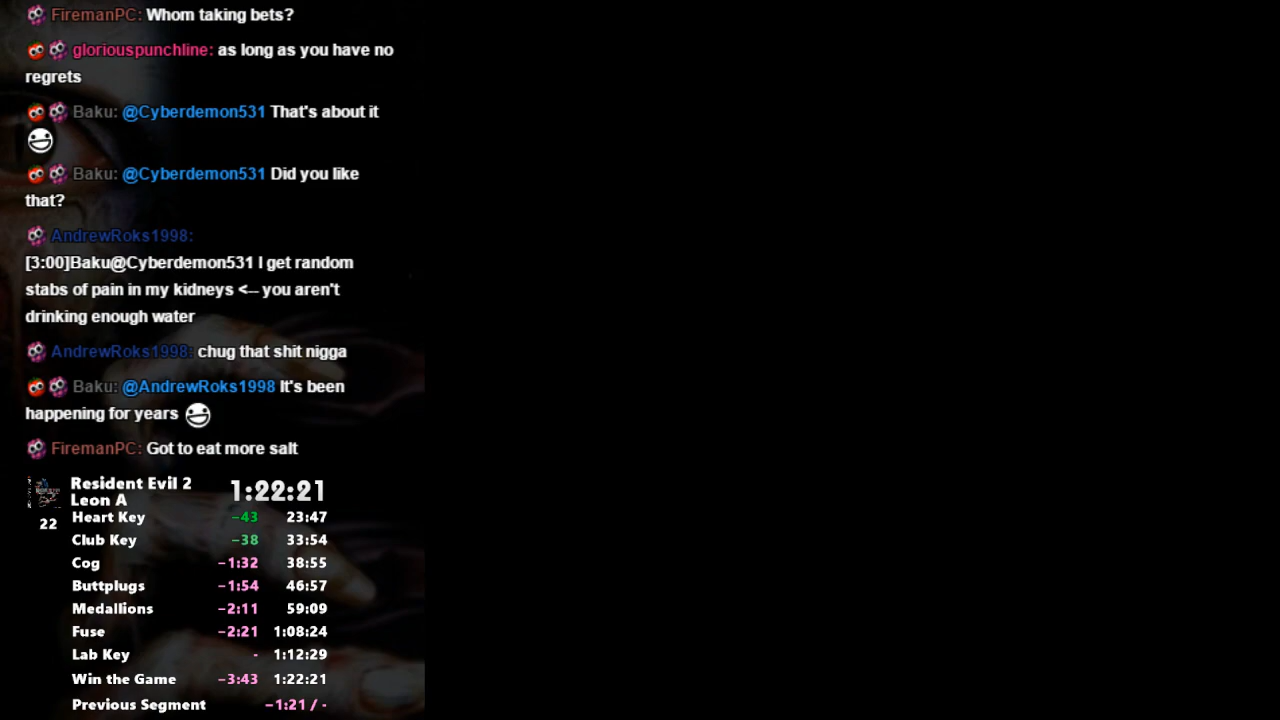 FiremanPC: Whom taking bets?
gloriouspunchline: as long as you have no
regrets
Baku: @Cyberdemon531 That's about it
Baku: @Cyberdemon531 Did you like
that?
AndrewRoks1998:
[3:00]Baku@Cyberdemon531 I get random
stabs of pain in my kidneys <-- you aren't
drinking enough water
AndrewRoks1998: chug that shit nigga
Baku: @AndrewRoks1998 It's been
happening for years
FiremanPC: Got to eat more salt
Resident Evil 2 1:22:21
Leon A
22
Heart Key -43 23:47
Club Key -38 33:54
Cog -1:32 38:55
Buttplugs -1:54 46:57
Medallions -2:11 59:09
Fuse -2:21 1:08:24
Lab Key - 1:12:29
Win the Game -3:43 1:22:21
Previous Segment -1:21 / -